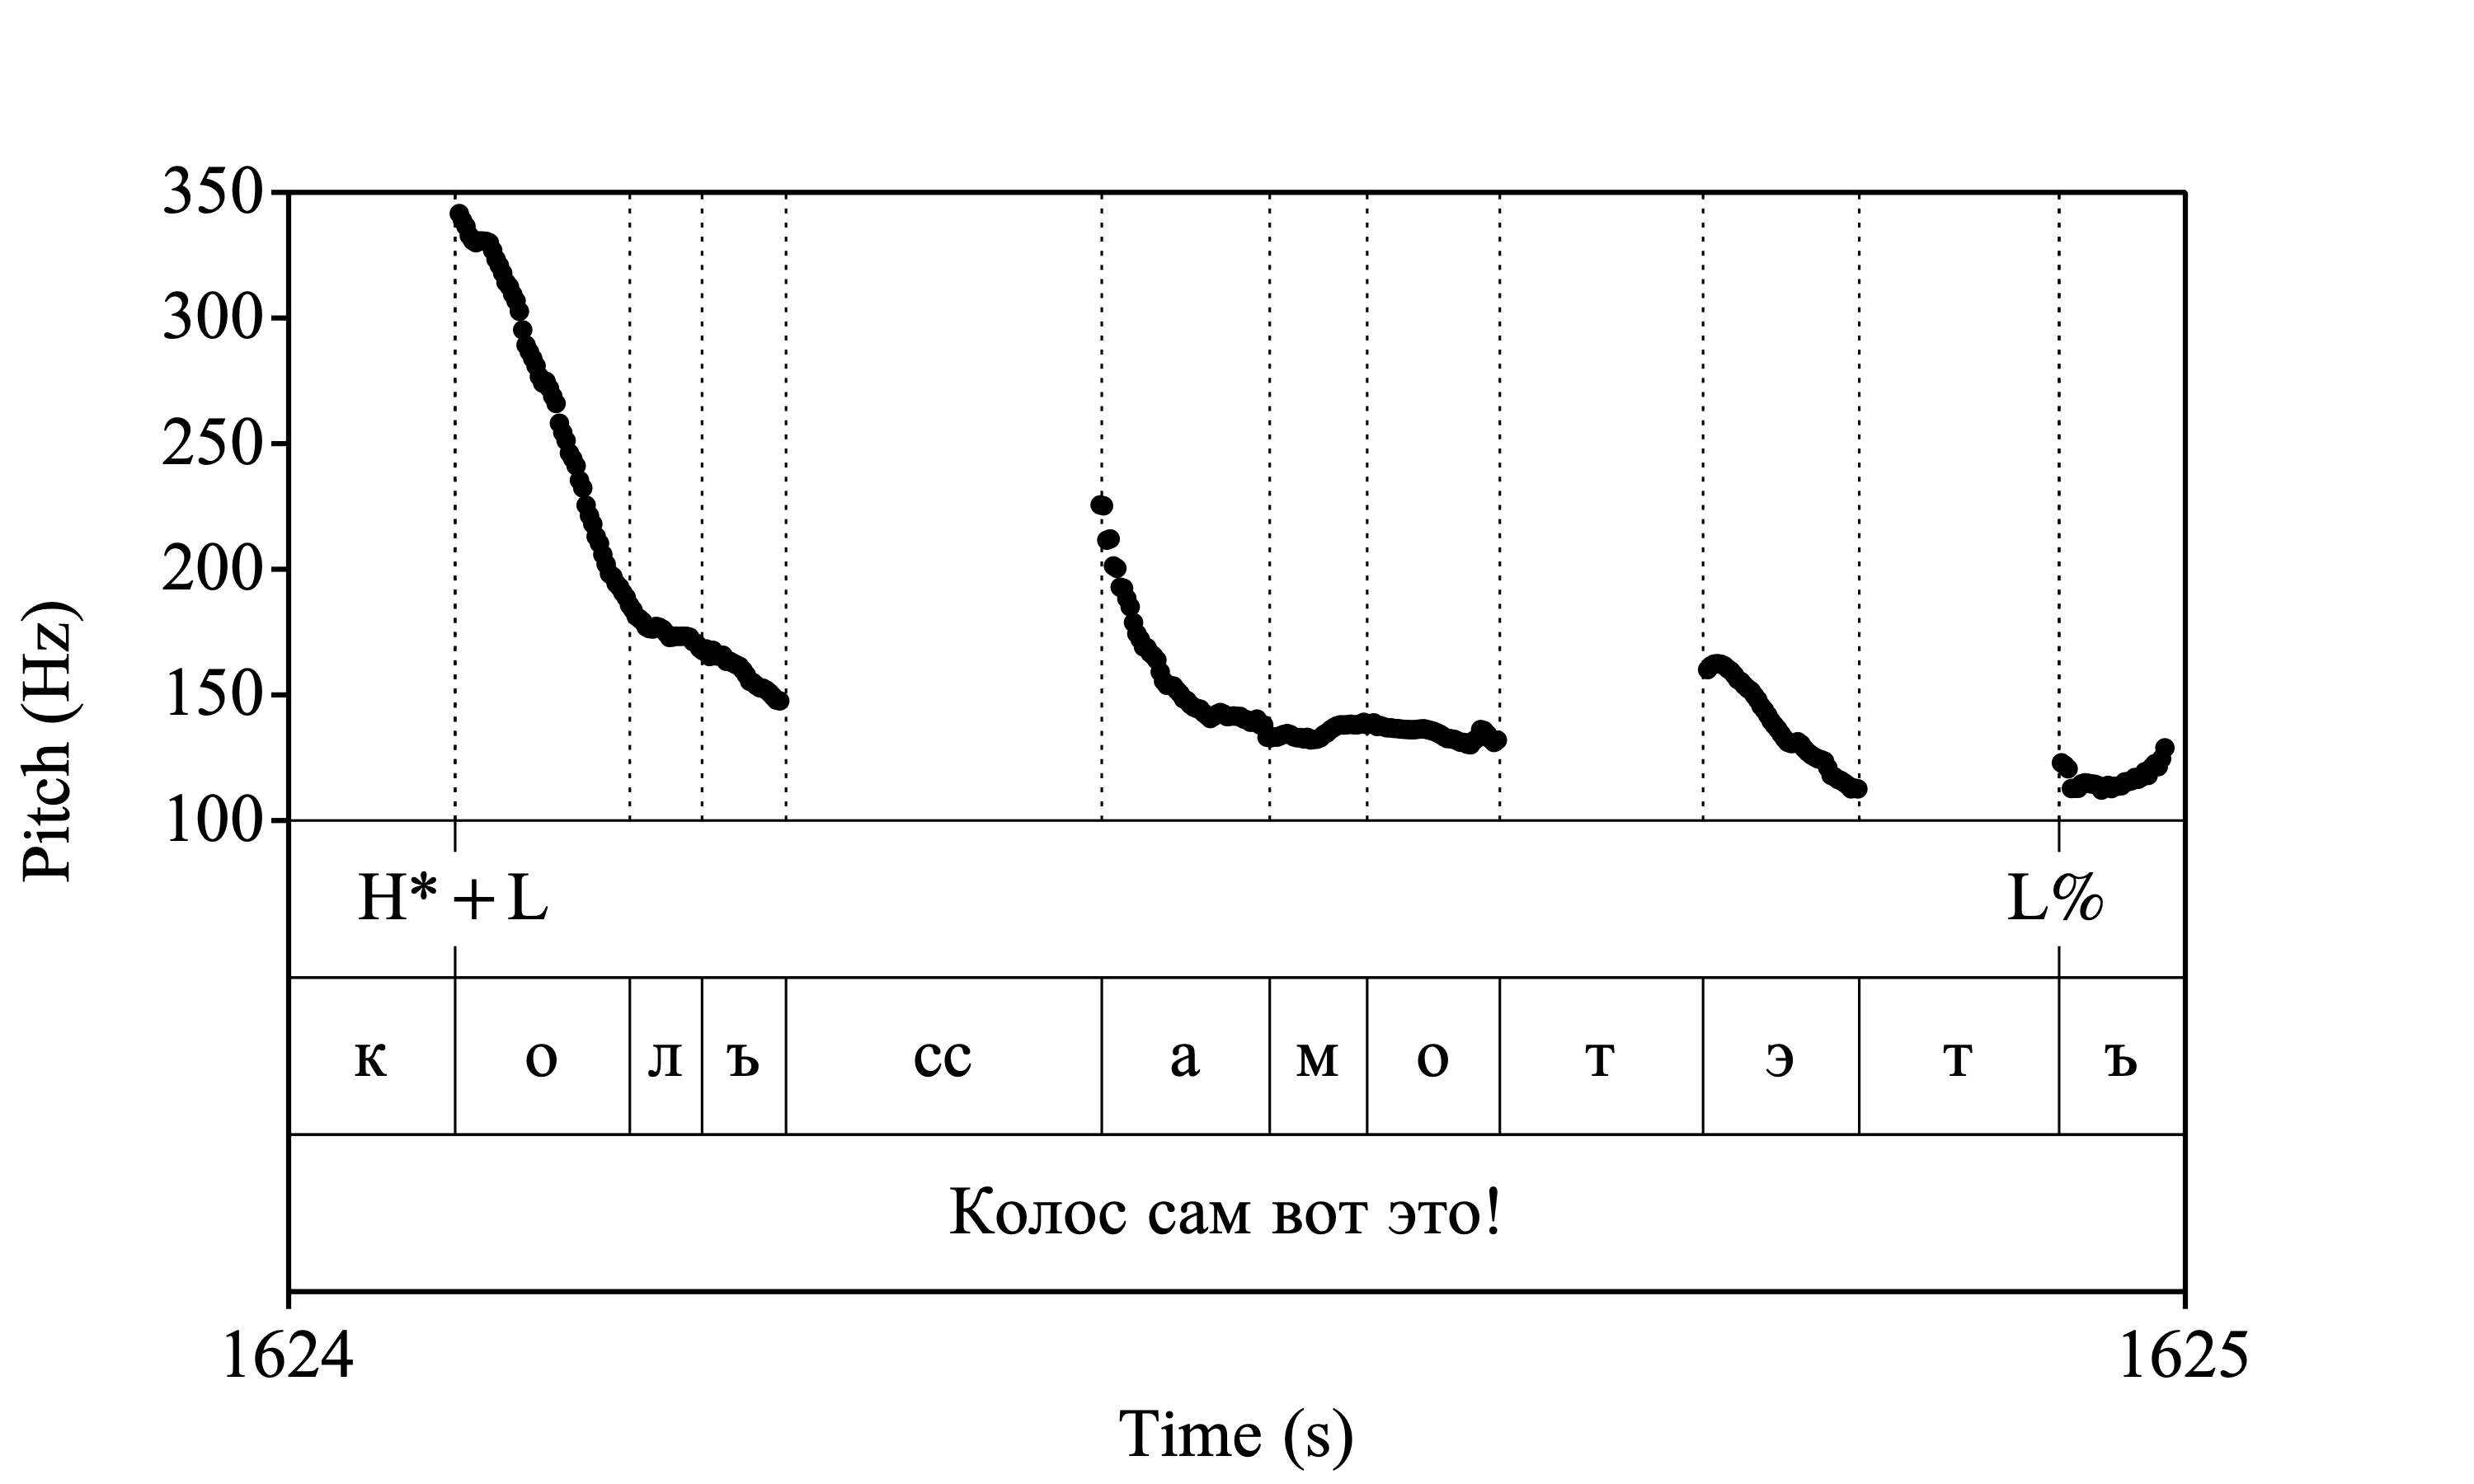 350
300
250
200
150
100
Pitch (Hz)
H*+L L%
к о л ъ сс а м о т э т ъ
Колос сам вот это!
1624 1625
Time (s)